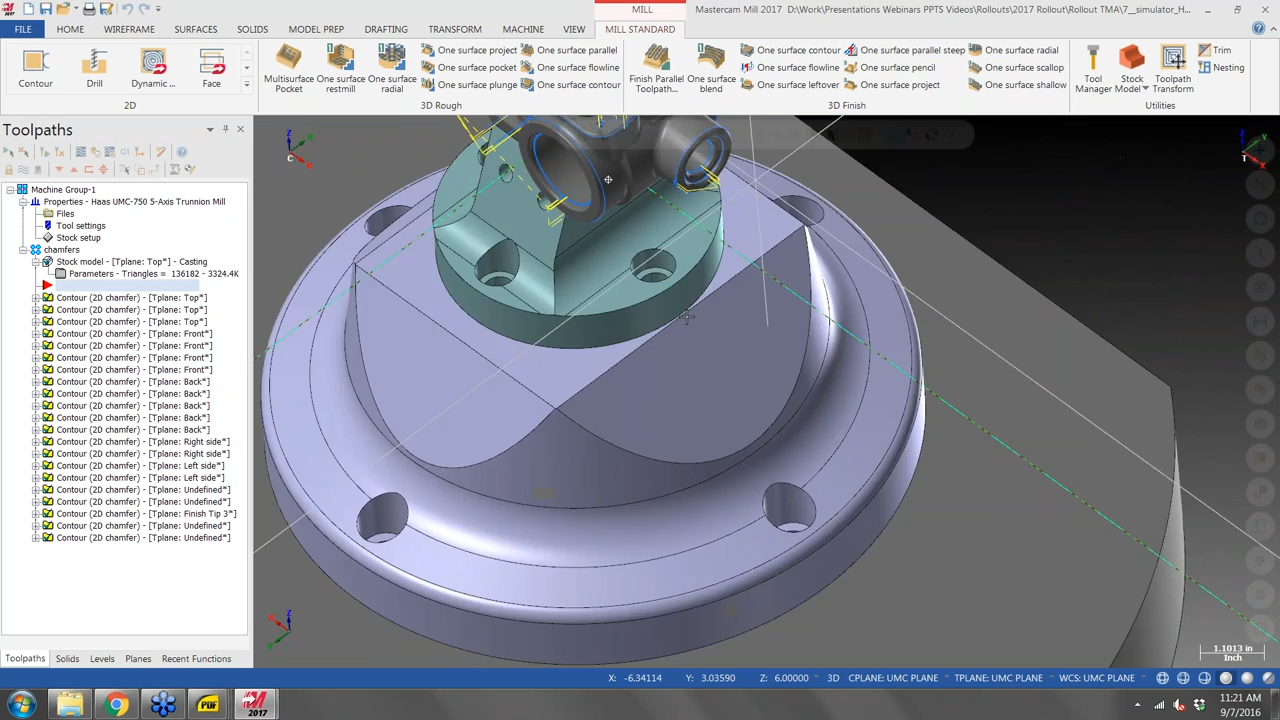 MILL
Mastercam Mill 2017 D:\Work\Presentations Webinars PPTS Videos\Rollouts\2017 Rollout\Rollout TMA\7__simulator_H...
2017
FILE HOME WIREFRAME SURFACES SOLIDS MODEL PREP DRAFTING TRANSFORM MACHINE VIEW MILL STANDARD
Contour Drill Dynamic ... Face
2D
Multisurface Pocket
One surface restmill
One surface radial
One surface project
One surface pocket
One surface plunge
One surface parallel
One surface flowline
One surface contour
3D Rough
Finish Parallel Toolpath...
One surface blend
One surface contour
One surface flowline
One surface leftover
One surface parallel steep
One surface pencil
One surface project
One surface radial
One surface scallop
One surface shallow
3D Finish
Tool Manager
Stock Model
Toolpath Transform
Trim
Nesting
Utilities
Toolpaths
Machine Group-1
Properties - Haas UMC-750 5-Axis Trunnion Mill
Files
Tool settings
Stock setup
chamfers
Stock model - [Tplane: Top*] - Casting
Parameters - Triangles = 136182 - 3324.4K
Contour (2D chamfer) - [Tplane: Top*]
Contour (2D chamfer) - [Tplane: Top*]
Contour (2D chamfer) - [Tplane: Top*]
Contour (2D chamfer) - [Tplane: Front*]
Contour (2D chamfer) - [Tplane: Front*]
Contour (2D chamfer) - [Tplane: Front*]
Contour (2D chamfer) - [Tplane: Front*]
Contour (2D chamfer) - [Tplane: Back*]
Contour (2D chamfer) - [Tplane: Back*]
Contour (2D chamfer) - [Tplane: Back*]
Contour (2D chamfer) - [Tplane: Back*]
Contour (2D chamfer) - [Tplane: Back*]
Contour (2D chamfer) - [Tplane: Right side*]
Contour (2D chamfer) - [Tplane: Right side*]
Contour (2D chamfer) - [Tplane: Left side*]
Contour (2D chamfer) - [Tplane: Left side*]
Contour (2D chamfer) - [Tplane: Undefined*]
Contour (2D chamfer) - [Tplane: Undefined*]
Contour (2D chamfer) - [Tplane: Finish Tip 3*]
Contour (2D chamfer) - [Tplane: Undefined*]
Contour (2D chamfer) - [Tplane: Undefined*]
Toolpaths Solids Levels Planes Recent Functions
Z
C
X
T
1.1013 in
Inch
X: -6.34114 Y: 3.03590 Z: 6.00000 3D CPLANE: UMC PLANE TPLANE: UMC PLANE WCS: UMC PLANE
PDF
2017
11:21 AM
9/7/2016